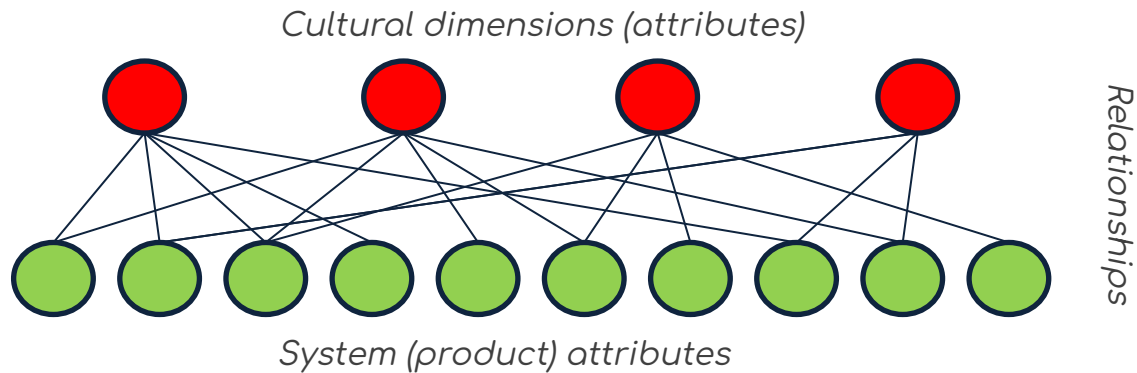 Cultural dimensions (attributes)
Relationships
System (product) attributes